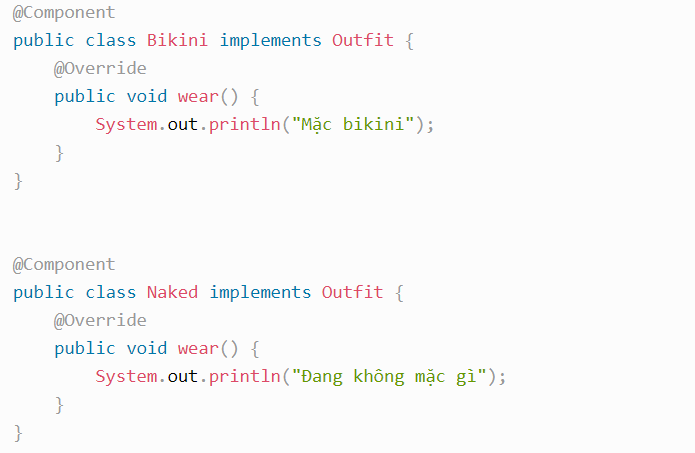 @Component
public class Bikini implements Outfit {
    @Override
    public void wear() {
        System.out.println("Mặc bikini");
    }
}
@Component
public class Naked implements Outfit {
    @Override
    public void wear() {
        System.out.println("Đang không mặc gì");
    }
}